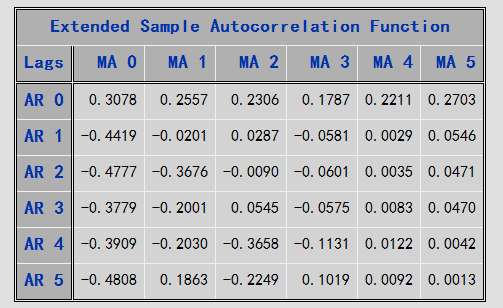 Extended Sample Autocorrelation Function
Lags MA 0 MA 1 MA 2 MA 3 MA 4 MA 5
AR 0 0.3078 0.2557 0.2306 0.1787 0.2211 0.2703
AR 1 -0.4419 -0.0201 0.0287 -0.0581 0.0029 0.0546
AR 2 -0.4777 -0.3676 -0.0090 -0.0601 0.0035 0.0471
AR 3 -0.3779 -0.2001 0.0545 -0.0575 0.0083 0.0470
AR 4 -0.3909 -0.2030 -0.3658 -0.1131 0.0122 0.0042
AR 5 -0.4808 0.1863 -0.2249 0.1019 0.0092 0.0013